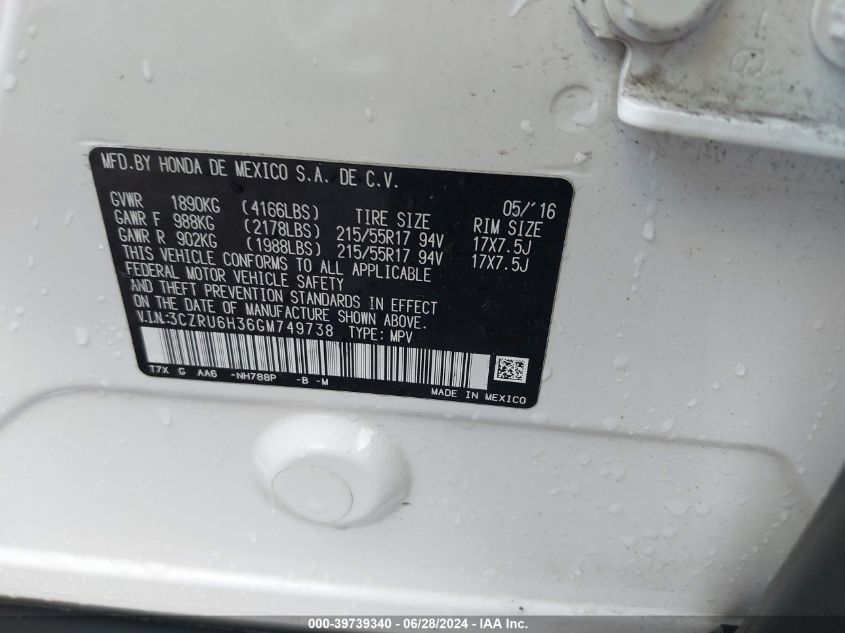 MFD.BY HONDA DE MEXICO S.A. DE C.V.
05/'16
GVWR 1890KG (4166LBS) TIRE SIZE RIM SIZE
GAWR F 988KG (2178LBS) 215/55R17 94V 17X7.5J
GAWR R 902KG (1988LBS) 215/55R17 94V 17X7.5J
THIS VEHICLE CONFORMS TO ALL APPLICABLE
FEDERAL MOTOR VEHICLE SAFETY
AND THEFT PREVENTION STANDARDS IN EFFECT
ON THE DATE OF MANUFACTURE SHOWN ABOVE.
V.I.N:3CZRU6H36GM749738 TYPE: MPV
T7X G AA6 -NH788P -B -M
MADE IN MEXICO
000-39739340 - 06/28/2024 - IAA Inc.